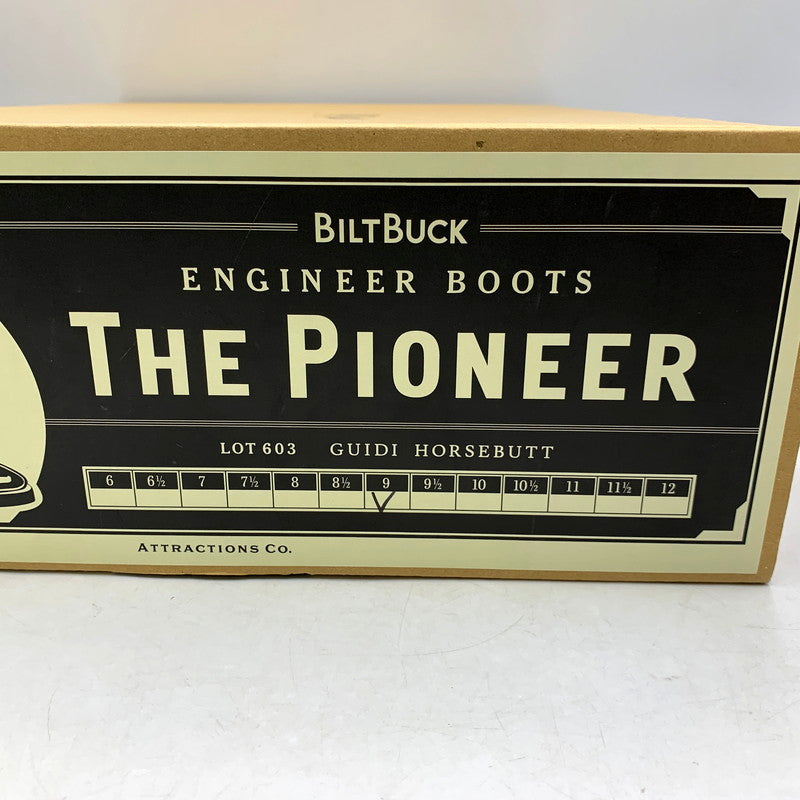 BILTBUCK
ENGINEER BOOTS
THE PIONEER
LOT 603 GUIDI HORSEBUTT
6 6½ 7 7½ 8 8½ 9 9½ 10 10½ 11 11½ 12
ATTRACTIONS CO.